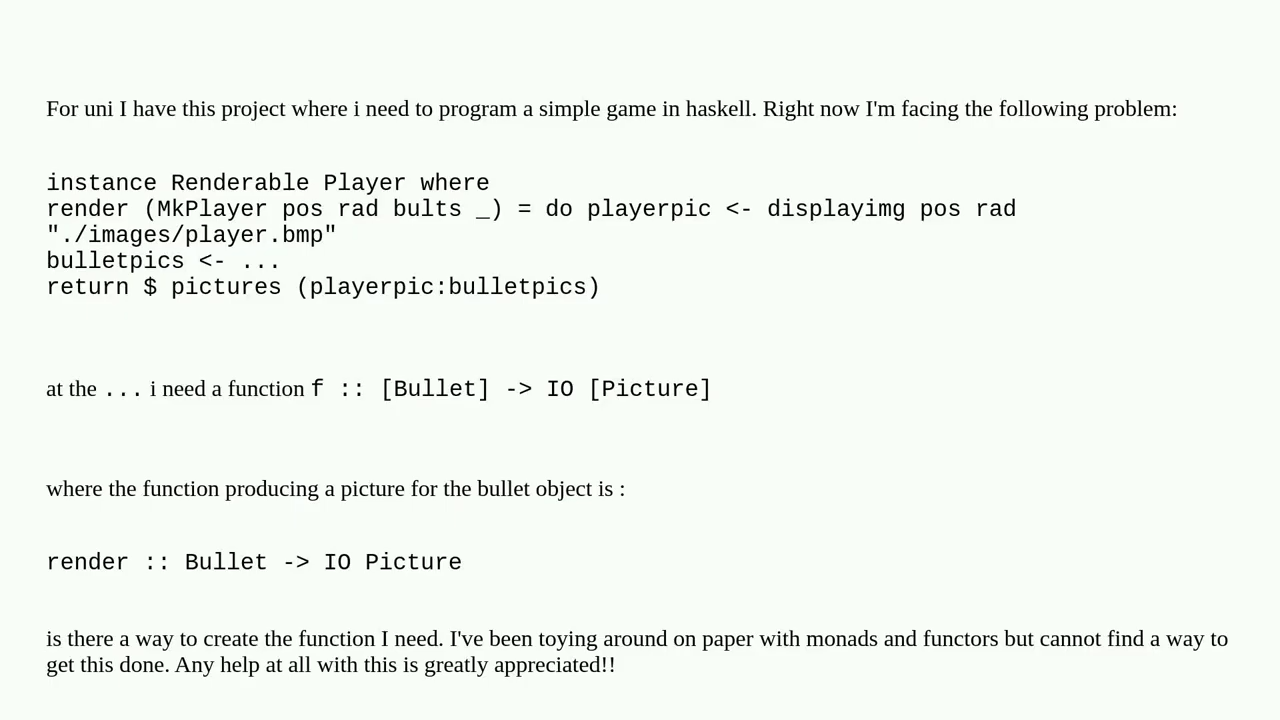 For uni I have this project where i need to program a simple game in haskell. Right now I'm facing the following problem:
instance Renderable Player where
render (MkPlayer pos rad bults _) = do playerpic <- displayimg pos rad
"./images/player.bmp"
bulletpics <- ...
return $ pictures (playerpic:bulletpics)
at the ... i need a function f :: [Bullet] -> IO [Picture]
where the function producing a picture for the bullet object is :
render :: Bullet -> IO Picture
is there a way to create the function I need. I've been toying around on paper with monads and functors but cannot find a way to
get this done. Any help at all with this is greatly appreciated!!